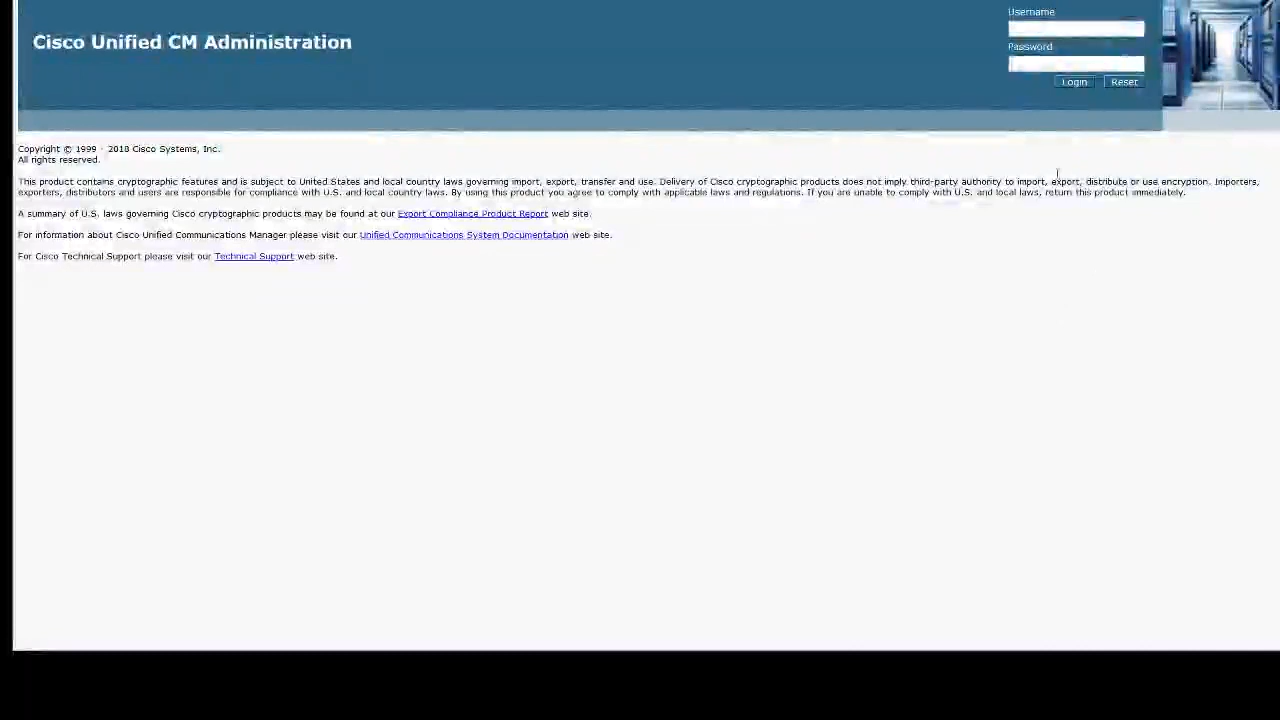 Username
Cisco Unified CM Administration
Password
Login Reset
Copyright © 1999 - 2018 Cisco Systems, Inc.
All rights reserved.
This product contains cryptographic features and is subject to United States and local country laws governing import, export, transfer and use. Delivery of Cisco cryptographic products does not imply third-party authority to import, export, distribute or use encryption. Importers,
exporters, distributors and users are responsible for compliance with U.S. and local country laws. By using this product you agree to comply with applicable laws and regulations. If you are unable to comply with U.S. and local laws, return this product immediately.
A summary of U.S. laws governing Cisco cryptographic products may be found at our Export Compliance Product Report web site.
For information about Cisco Unified Communications Manager please visit our Unified Communications System Documentation web site.
For Cisco Technical Support please visit our Technical Support web site.